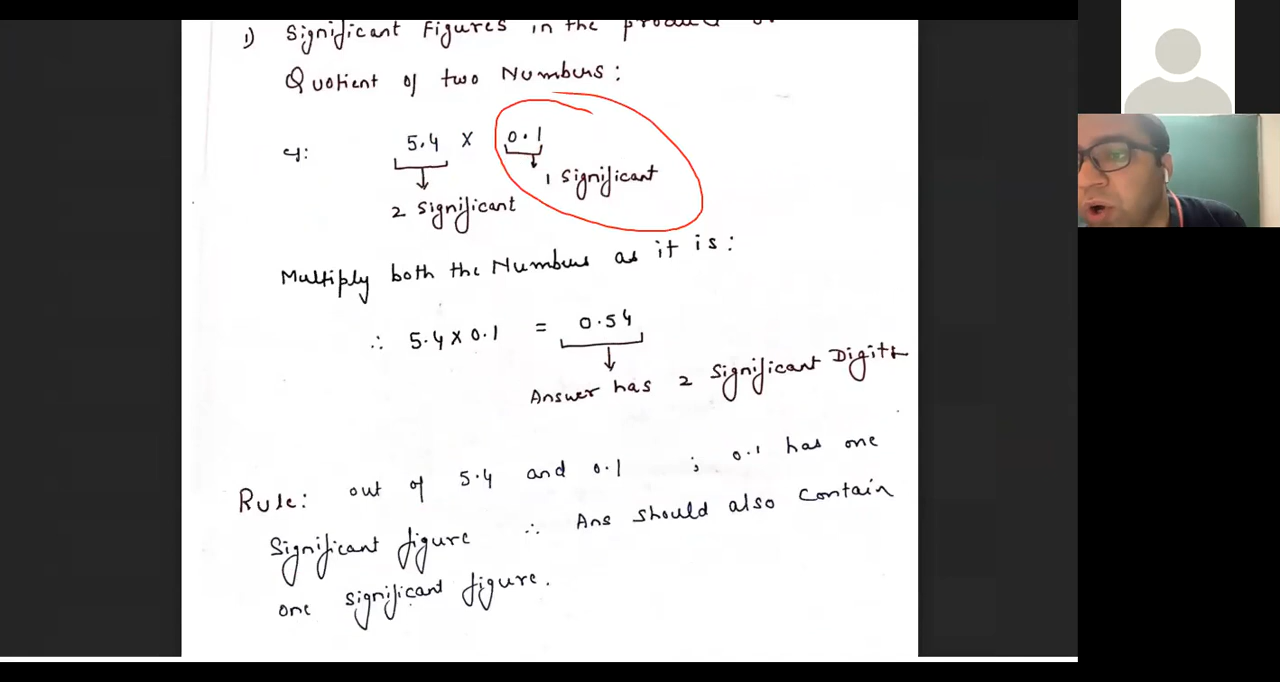 1) Significant Figures in the product
Quotient of two Numbers:
eg: 5.4 x 0.1
1 significant
2 significant
Multiply both the Numbers as it is:
∴ 5.4 x 0.1 = 0.54
Answer has 2 significant Digits
Rule: out of 5.4 and 0.1 ; 0.1 has one
significant figure ∴ Ans should also contain
one significant figure.